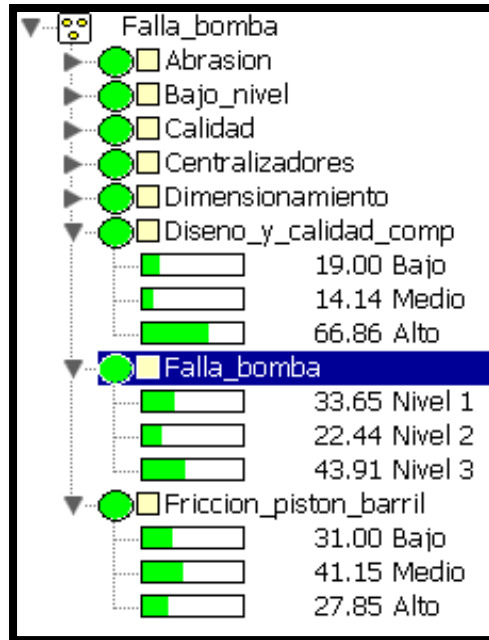 Falla_bomba
Abrasion
Bajo_nivel
Calidad
Centralizadores
Dimensionamiento
Diseno_y_calidad_comp
19.00 Bajo
14.14 Medio
66.86 Alto
Falla_bomba
33.65 Nivel 1
22.44 Nivel 2
43.91 Nivel 3
Friccion_piston_barril
31.00 Bajo
41.15 Medio
27.85 Alto